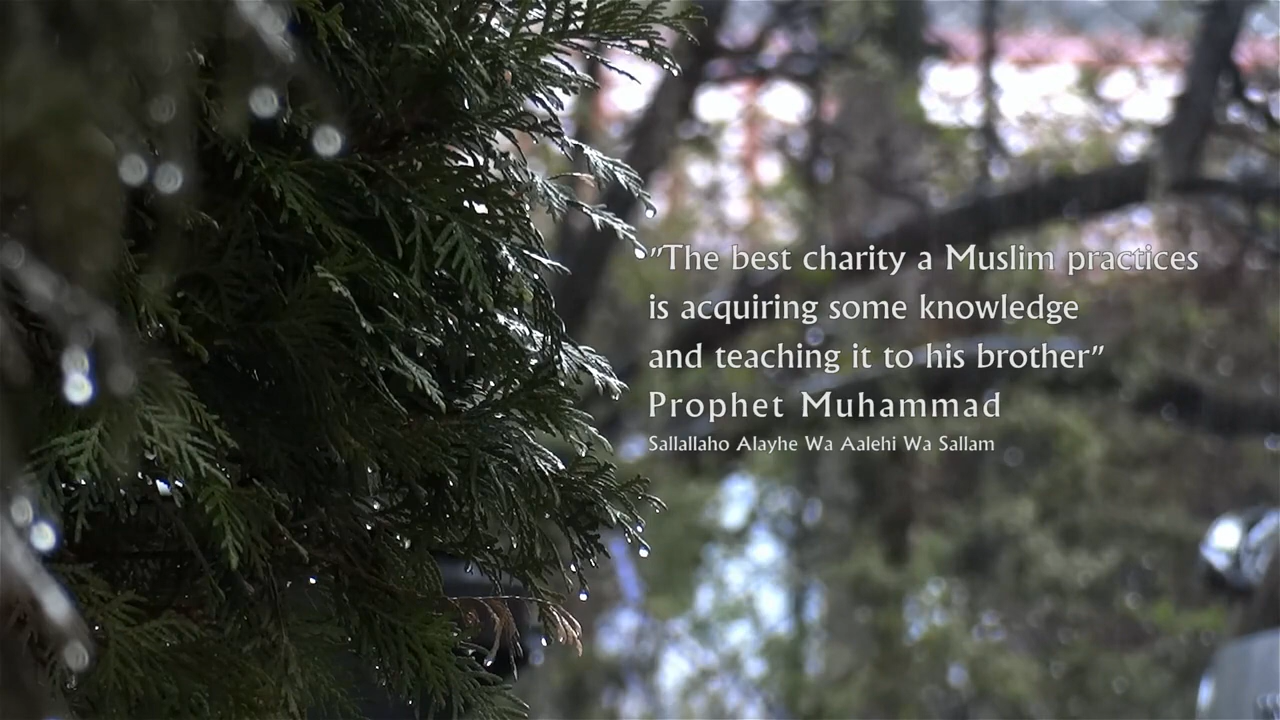 "The best charity a Muslim practices
is acquiring some knowledge
and teaching it to his brother"
Prophet Muhammad
Sallallaho Alayhe Wa Aalehi Wa Sallam